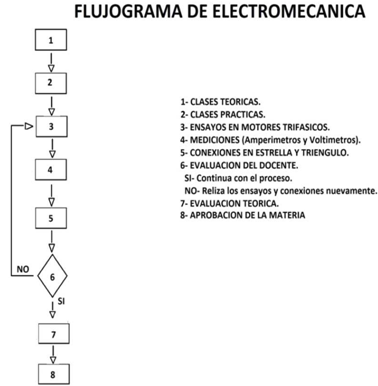 FLUJOGRAMA DE ELECTROMECANICA
1
2
3
4
5
NO
6
SI
7
8
1- CLASES TEORICAS.
2- CLASES PRACTICAS.
3- ENSAYOS EN MOTORES TRIFASICOS.
4- MEDICIONES (Amperimetros y Voltimetros).
5- CONEXIONES EN ESTRELLA Y TRIENGULO.
6- EVALUACION DEL DOCENTE.
SI- Continua con el proceso.
NO- Reliza los ensayos y conexiones nuevamente.
7- EVALUACION TEORICA.
8- APROBACION DE LA MATERIA